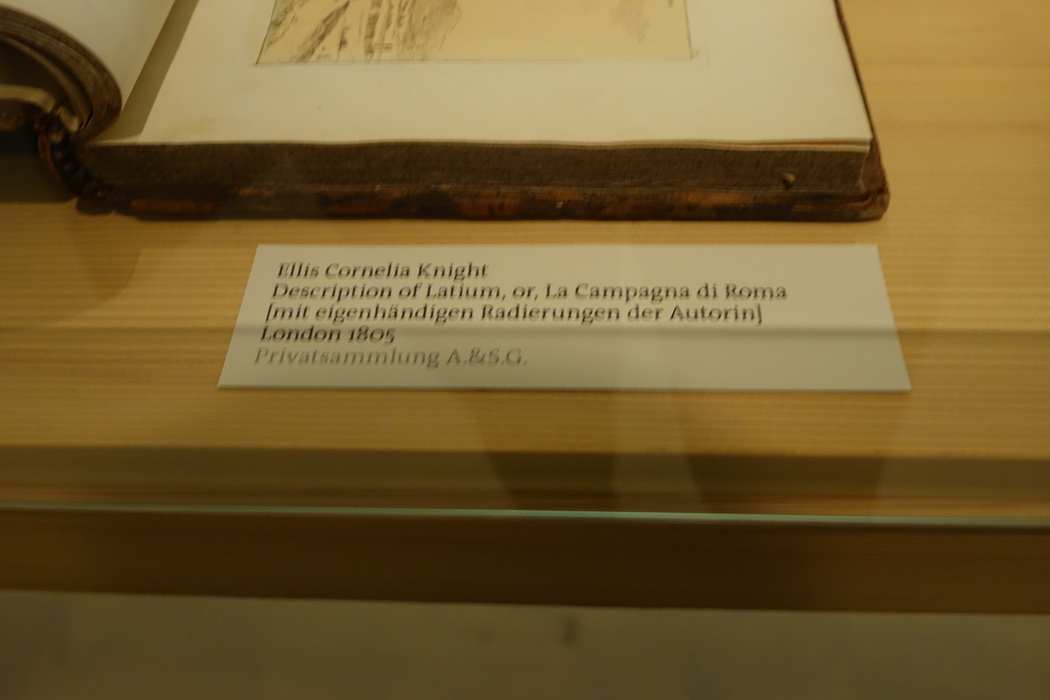 Ellis Cornelia Knight
Description of Latium, or, La Campagna di Roma
[mit eigenhändigen Radierungen der Autorin]
London 1805
Privatsammlung A.&S.G.